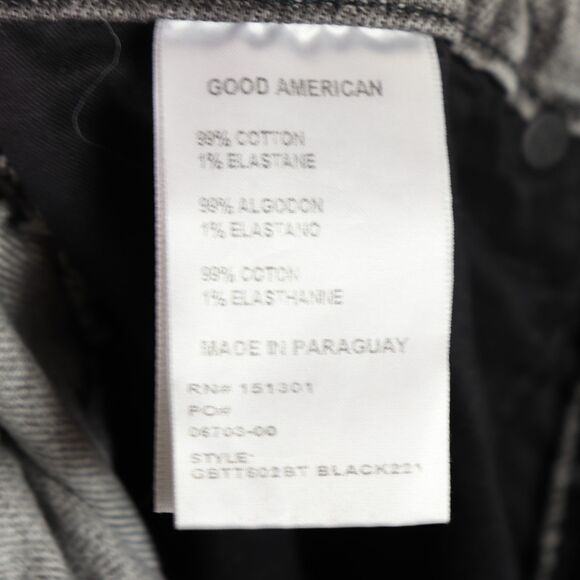 GOOD AMERICAN
99% COTTON
1% ELASTANE
99% ALGODON
1% ELASTANO
99% COTON
1% ELASTHANNE
MADE IN PARAGUAY
RN# 151301
PO#
06703-00
STYLE:
GBTT802BT BLACK221